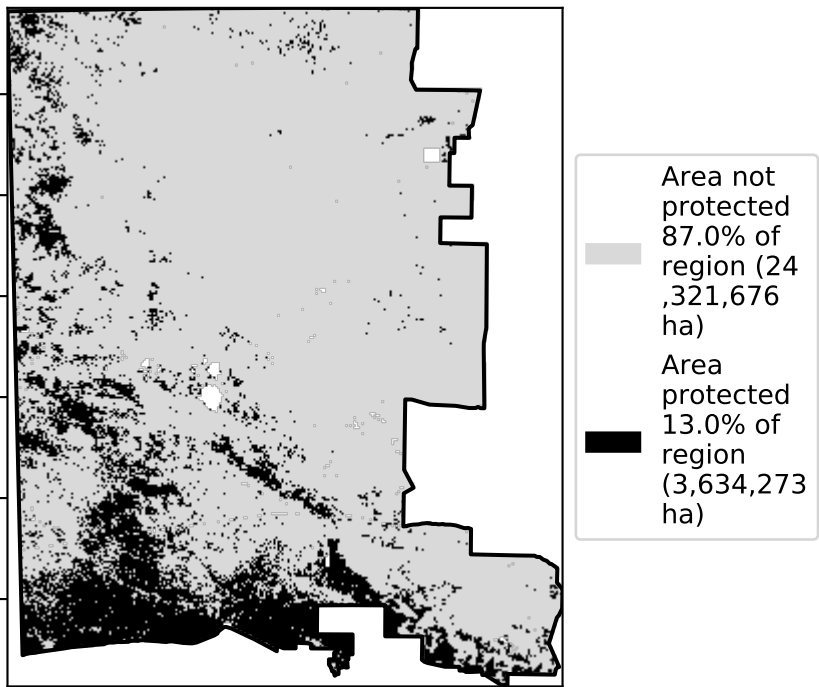 Area not
protected
87.0% of
region (24
,321,676
ha)
Area
protected
13.0% of
region
(3,634,273
ha)